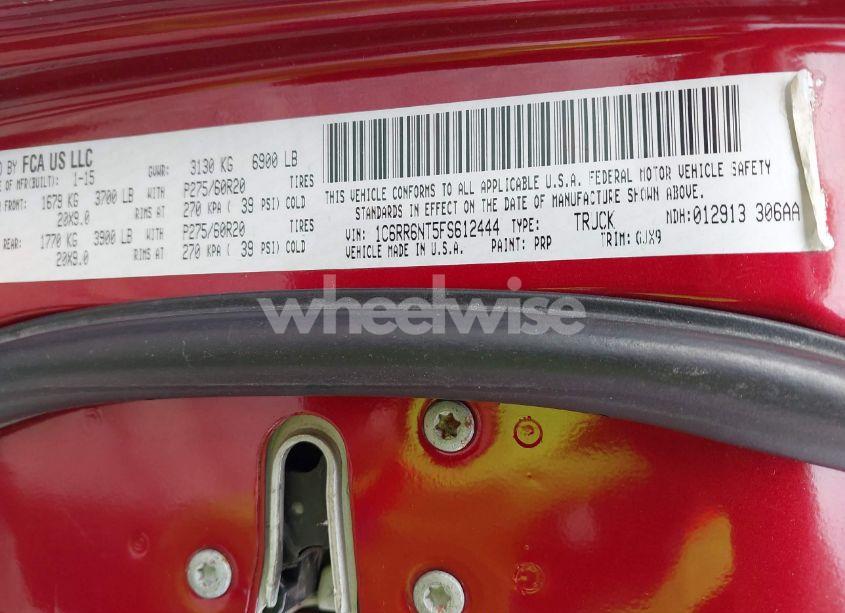 D BY FCA US LLC
E OF MFR(BUILT): 1-15 GVWR: 3130 KG 6900 LB
FRONT: 1679 KG 3700 LB WITH P275/60R20 TIRES
20X9.0 RIMS AT 270 KPA ( 39 PSI) COLD
REAR: 1770 KG 3900 LB WITH P275/60R20 TIRES
20X9.0 RIMS AT 270 KPA ( 39 PSI) COLD
THIS VEHICLE CONFORMS TO ALL APPLICABLE U.S.A. FEDERAL MOTOR VEHICLE SAFETY
STANDARDS IN EFFECT ON THE DATE OF MANUFACTURE SHOWN ABOVE.
VIN: 1C6RR6NT5FS612444 TYPE: TRUCK MDH:012913 306AA
VEHICLE MADE IN U.S.A. PAINT: PRP TRIM: GJX9
wheelwise